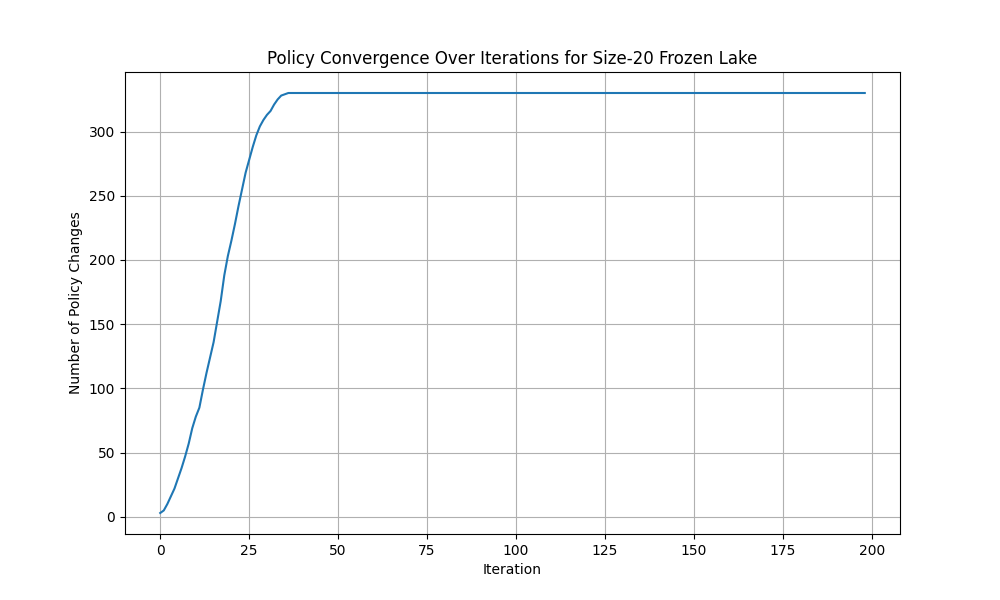 Policy Convergence Over Iterations for Size-20 Frozen Lake
300
250
200
150
100
50
0
Number of Policy Changes
0 25 50 75 100 125 150 175 200
Iteration